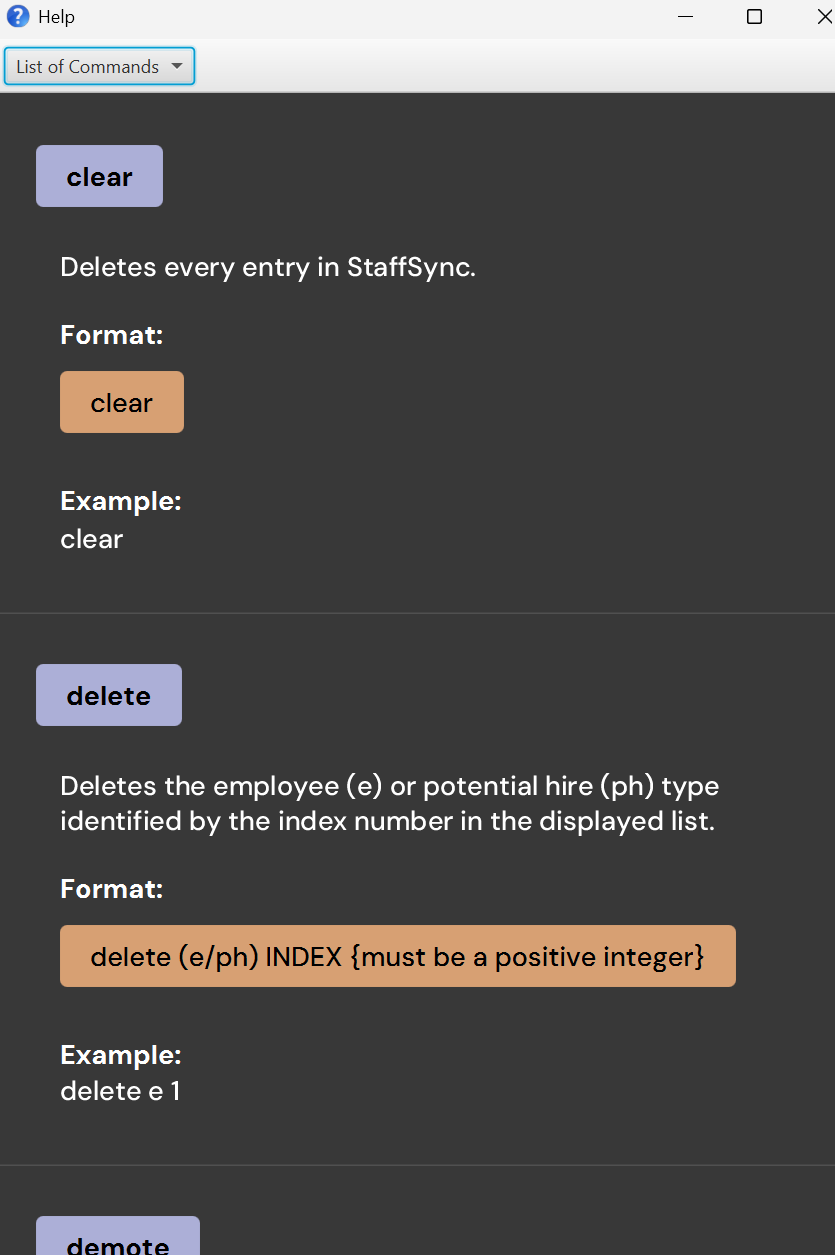 Help
List of Commands
clear
Deletes every entry in StaffSync.
Format:
clear
Example:
clear
delete
Deletes the employee (e) or potential hire (ph) type
identified by the index number in the displayed list.
Format:
delete (e/ph) INDEX {must be a positive integer}
Example:
delete e 1
demote